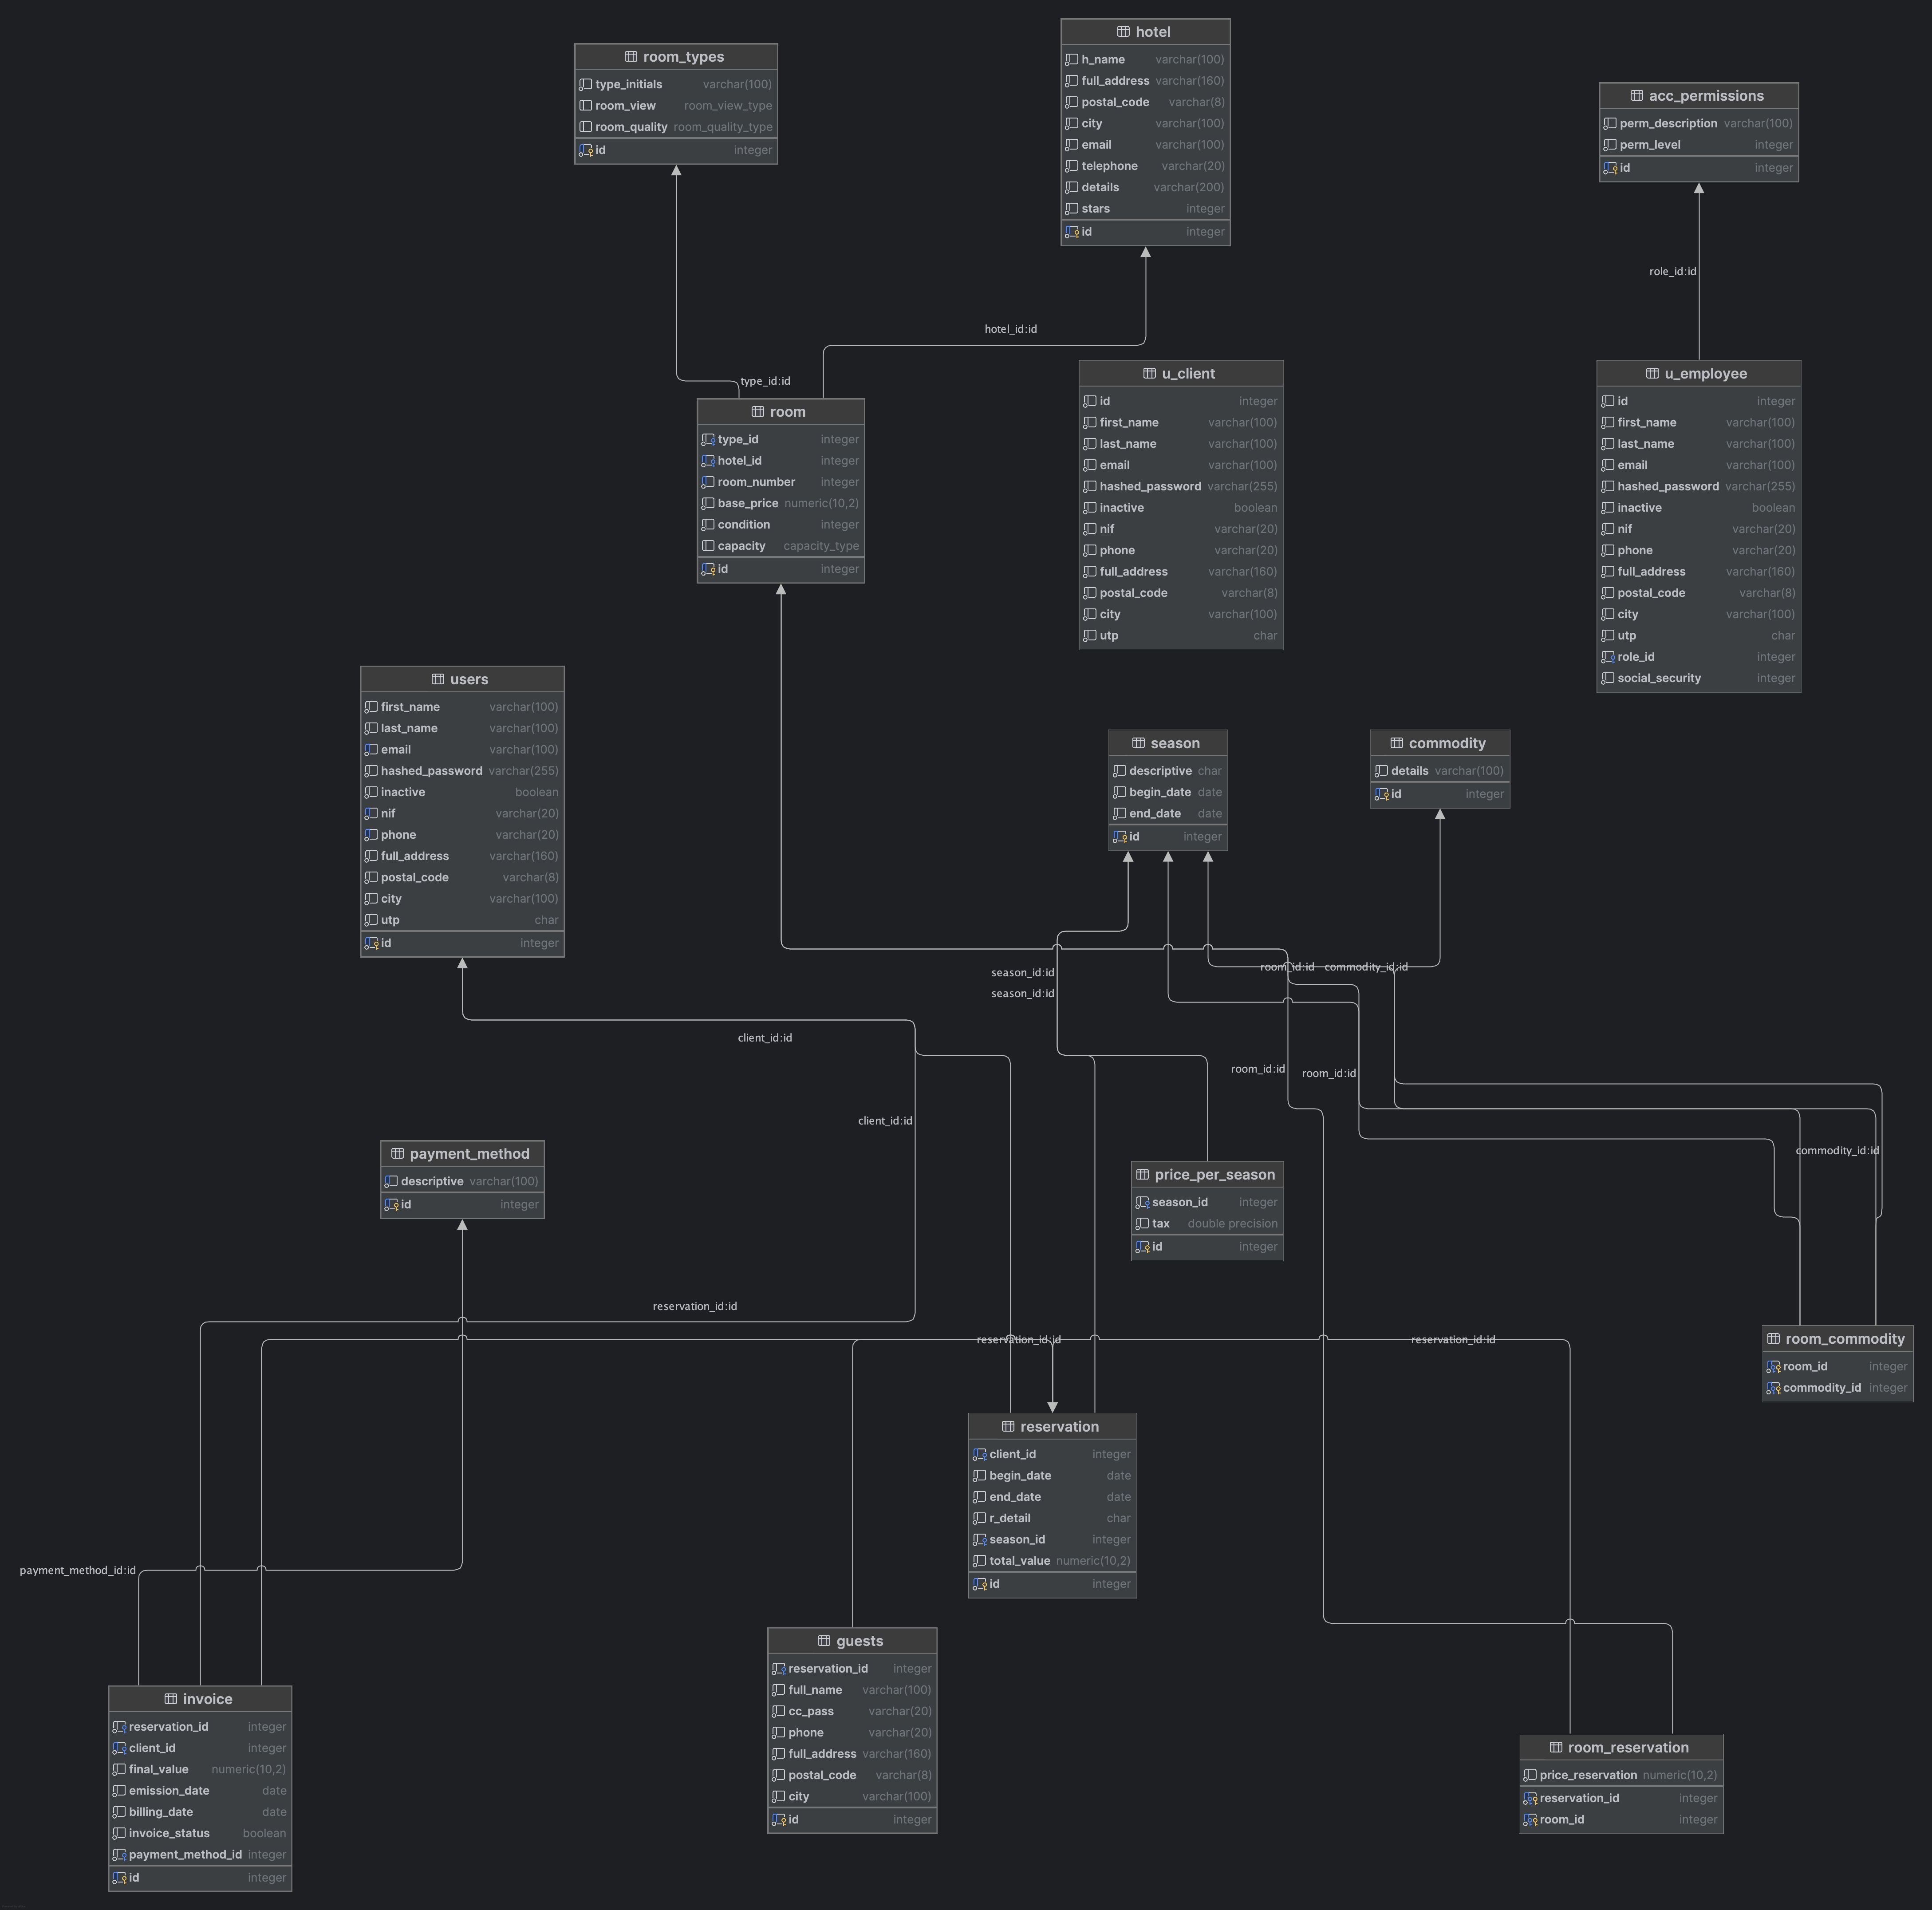 room_types
type_initials varchar(100)
room_view room_view_type
room_quality room_quality_type
id integer
hotel
h_name varchar(100)
full_address varchar(160)
postal_code varchar(8)
city varchar(100)
email varchar(100)
telephone varchar(20)
details varchar(200)
stars integer
id integer
acc_permissions
perm_description varchar(100)
perm_level integer
id integer
role_id:id
hotel_id:id
type_id:id
room
type_id integer
hotel_id integer
room_number integer
base_price numeric(10,2)
condition integer
capacity capacity_type
id integer
u_client
id integer
first_name varchar(100)
last_name varchar(100)
email varchar(100)
hashed_password varchar(255)
inactive boolean
nif varchar(20)
phone varchar(20)
full_address varchar(160)
postal_code varchar(8)
city varchar(100)
utp char
u_employee
id integer
first_name varchar(100)
last_name varchar(100)
email varchar(100)
hashed_password varchar(255)
inactive boolean
nif varchar(20)
phone varchar(20)
full_address varchar(160)
postal_code varchar(8)
city varchar(100)
utp char
role_id integer
social_security integer
users
first_name varchar(100)
last_name varchar(100)
email varchar(100)
hashed_password varchar(255)
inactive boolean
nif varchar(20)
phone varchar(20)
full_address varchar(160)
postal_code varchar(8)
city varchar(100)
utp char
id integer
season
descriptive char
begin_date date
end_date date
id integer
commodity
details varchar(100)
id integer
room_id:id
commodity_id:id
season_id:id
season_id:id
client_id:id
room_id:id
room_id:id
client_id:id
commodity_id:id
payment_method
descriptive varchar(100)
id integer
price_per_season
season_id integer
tax double precision
id integer
reservation_id:id
reservation_id:id
reservation_id:id
room_commodity
room_id integer
commodity_id integer
reservation
client_id integer
begin_date date
end_date date
r_detail char
season_id integer
total_value numeric(10,2)
id integer
payment_method_id:id
guests
reservation_id integer
full_name varchar(100)
cc_pass varchar(20)
phone varchar(20)
full_address varchar(160)
postal_code varchar(8)
city varchar(100)
id integer
invoice
reservation_id integer
client_id integer
final_value numeric(10,2)
emission_date date
billing_date date
invoice_status boolean
payment_method_id integer
id integer
room_reservation
price_reservation numeric(10,2)
reservation_id integer
room_id integer